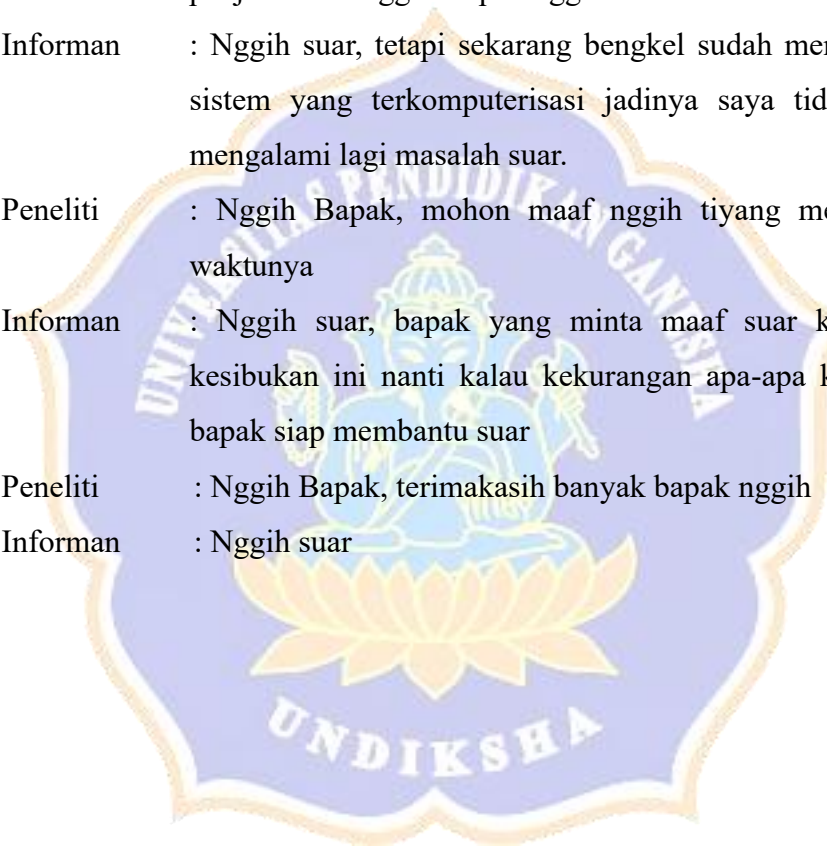 Informan : Nggih suar, tetapi sekarang bengkel sudah
sistem yang terkomputerisasi jadinya saya tid
mengalami lagi masalah suar.
Peneliti : Nggih Bapak, mohon maaf nggih tiyang me
waktunya
Informan : Nggih suar, bapak yang minta maaf suar k
kesibukan ini nanti kalau kekurangan apa-apa k
bapak siap membantu suar
Peneliti : Nggih Bapak, terimakasih banyak bapak nggih
Informan : Nggih suar
UNIVERSITAS PENDIDIKAN GANESHA
UNDIKSHA